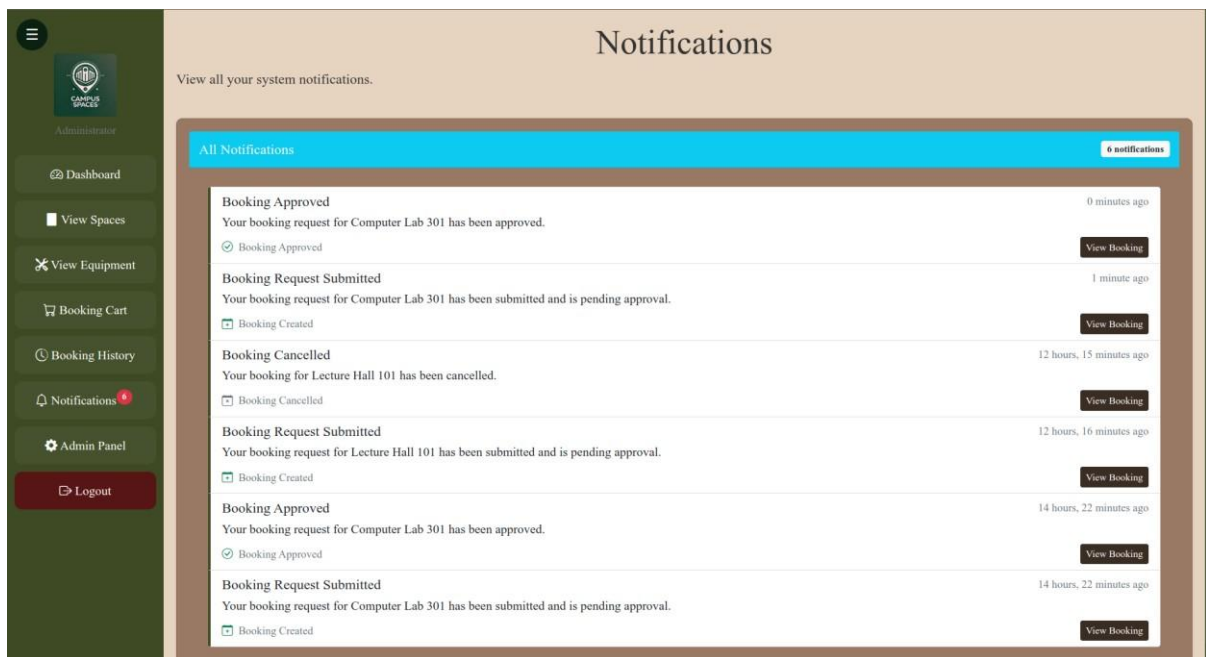 ☰
CAMPUS
SPACES
Administrator
Dashboard
View Spaces
View Equipment
Booking Cart
Booking History
Notifications 6
Admin Panel
Logout
Notifications
View all your system notifications.
All Notifications 6 notifications
Booking Approved 0 minutes ago
Your booking request for Computer Lab 301 has been approved.
Booking Approved View Booking
Booking Request Submitted 1 minute ago
Your booking request for Computer Lab 301 has been submitted and is pending approval.
Booking Created View Booking
Booking Cancelled 12 hours, 15 minutes ago
Your booking for Lecture Hall 101 has been cancelled.
Booking Cancelled View Booking
Booking Request Submitted 12 hours, 16 minutes ago
Your booking request for Lecture Hall 101 has been submitted and is pending approval.
Booking Created View Booking
Booking Approved 14 hours, 22 minutes ago
Your booking request for Computer Lab 301 has been approved.
Booking Approved View Booking
Booking Request Submitted 14 hours, 22 minutes ago
Your booking request for Computer Lab 301 has been submitted and is pending approval.
Booking Created View Booking